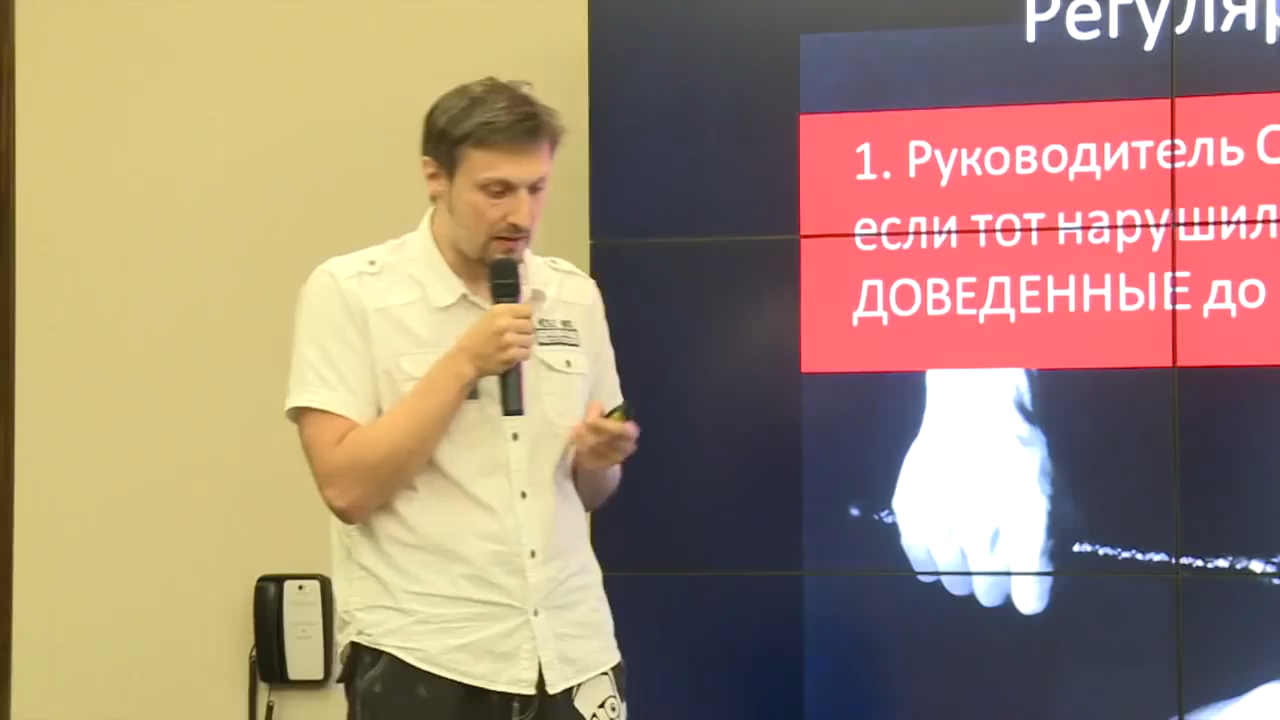 Регуляр
1. Руководитель С
если тот нарушил
ДОВЕДЕННЫЕ до